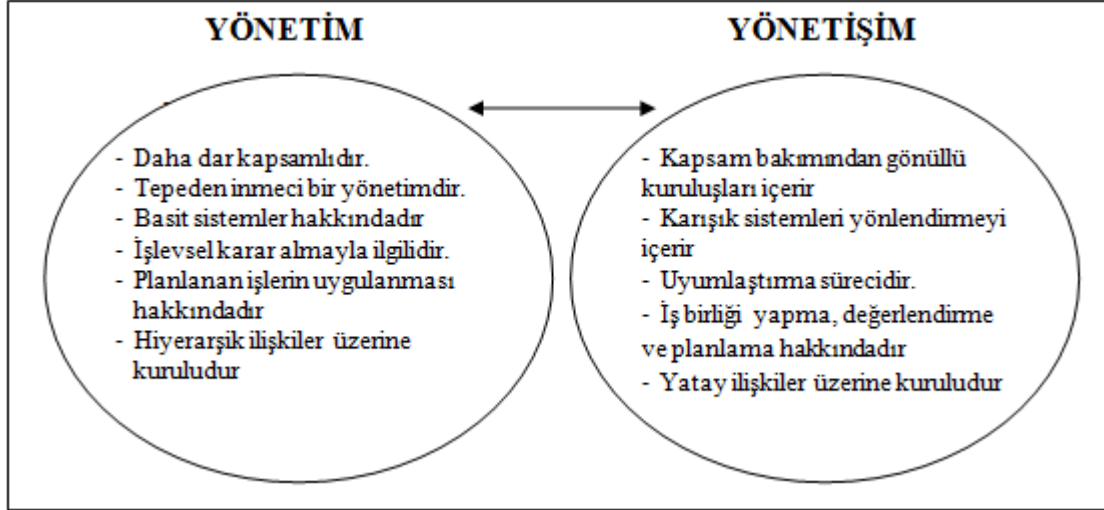 YÖNETİM
- Daha dar kapsamlıdır.
- Tepeden inmeci bir yönetimdir.
- Basit sistemler hakkındadır
- İşlevsel karar almayla ilgilidir.
- Planlanan işlerin uygulanması
hakkındadır
- Hiyerarşik ilişkiler üzerine
kuruludur
YÖNETİŞİM
- Kapsam bakımından gönüllü
kuruluşları içerir
- Karışık sistemleri yönlendirmeyi
içerir
- Uyumlaştırma sürecidir.
- İş birliği yapma, değerlendirme
ve planlama hakkındadır
- Yatay ilişkiler üzerine kuruludur